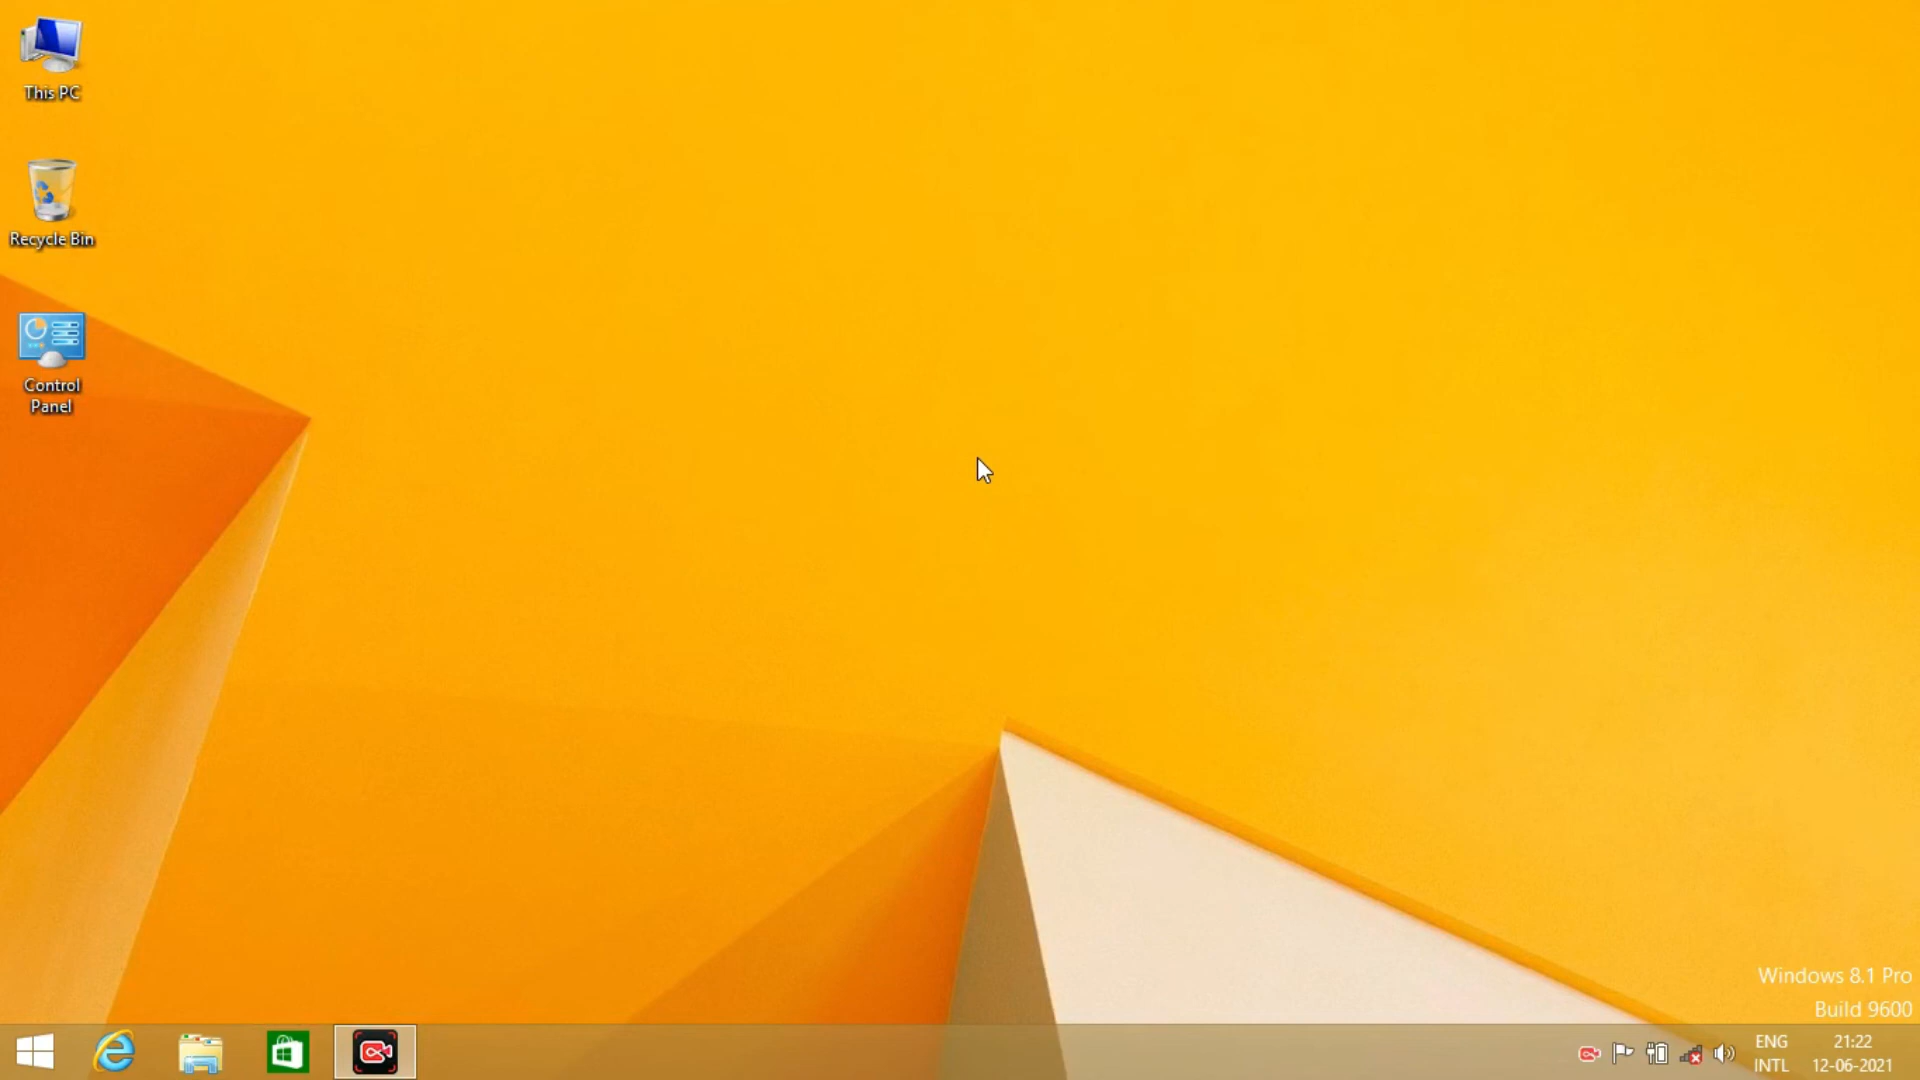 This PC
Recycle Bin
Control
Panel
Windows 8.1 Pro
Build 9600
ENG
INTL
21:22
12-06-2021